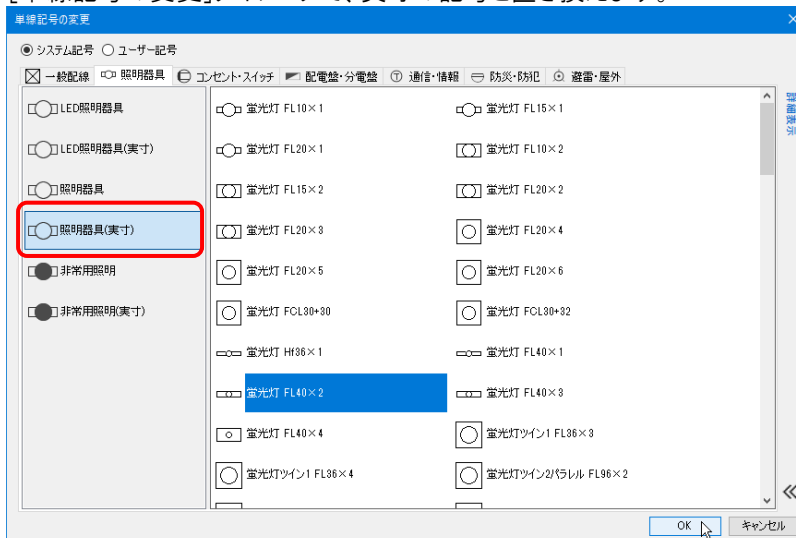 単線記号の変更
システム記号 ユーザー記号
一般配線 照明器具 コンセント・スイッチ 配電盤・分電盤 通信・情報 防災・防犯 避雷・屋外
LED照明器具
LED照明器具(実寸)
照明器具
照明器具(実寸)
非常用照明
非常用照明(実寸)
蛍光灯 FL10×1 蛍光灯 FL15×1
蛍光灯 FL20×1 蛍光灯 FL10×2
蛍光灯 FL15×2 蛍光灯 FL20×2
蛍光灯 FL20×3 蛍光灯 FL20×4
蛍光灯 FL20×5 蛍光灯 FL20×6
蛍光灯 FCL30+30 蛍光灯 FCL30+32
蛍光灯 Hf36×1 蛍光灯 FL40×1
蛍光灯 FL40×2 蛍光灯 FL40×3
蛍光灯 FL40×4 蛍光灯ツイン1 FL36×3
蛍光灯ツイン1 FL36×4 蛍光灯ツイン2パラレル FL96×2
詳細表示
OK キャンセル